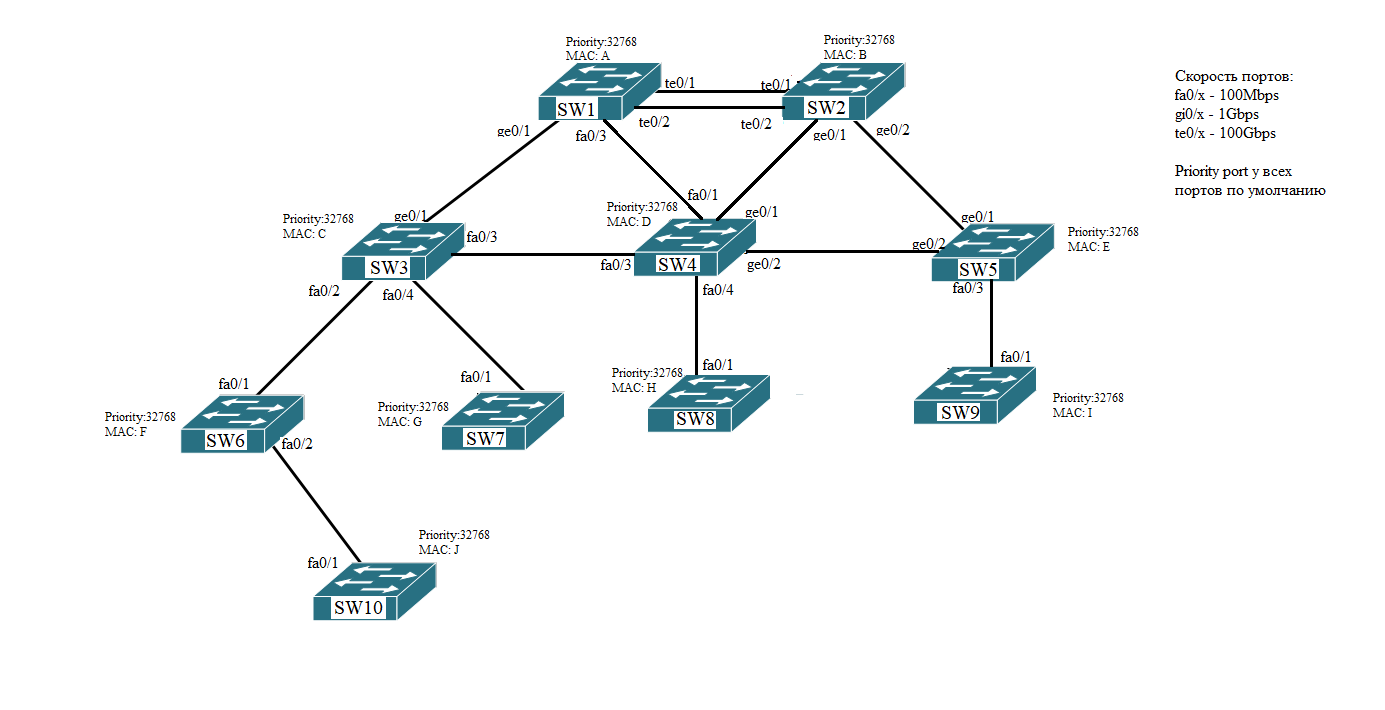 Priority:32768
MAC: A
Priority:32768
MAC: B
Скорость портов:
fa0/x - 100Mbps
gi0/x - 1Gbps
te0/x - 100Gbps
Priority port у всех
портов по умолчанию
te0/1
te0/1
SW1
SW2
te0/2
te0/2
ge0/1
fa0/3
ge0/1
ge0/2
fa0/1
Priority:32768
MAC: D
ge0/1
Priority:32768
MAC: C
ge0/1
fa0/3
ge0/1
Priority:32768
MAC: E
ge0/2
SW3
fa0/3
SW4
ge0/2
SW5
fa0/2
fa0/4
fa0/4
fa0/3
fa0/1
fa0/1
fa0/1
fa0/1
Priority:32768
MAC: H
Priority:32768
MAC: F
Priority:32768
MAC: G
Priority:32768
MAC: I
SW6
SW7
SW8
SW9
fa0/2
Priority:32768
MAC: J
fa0/1
SW10